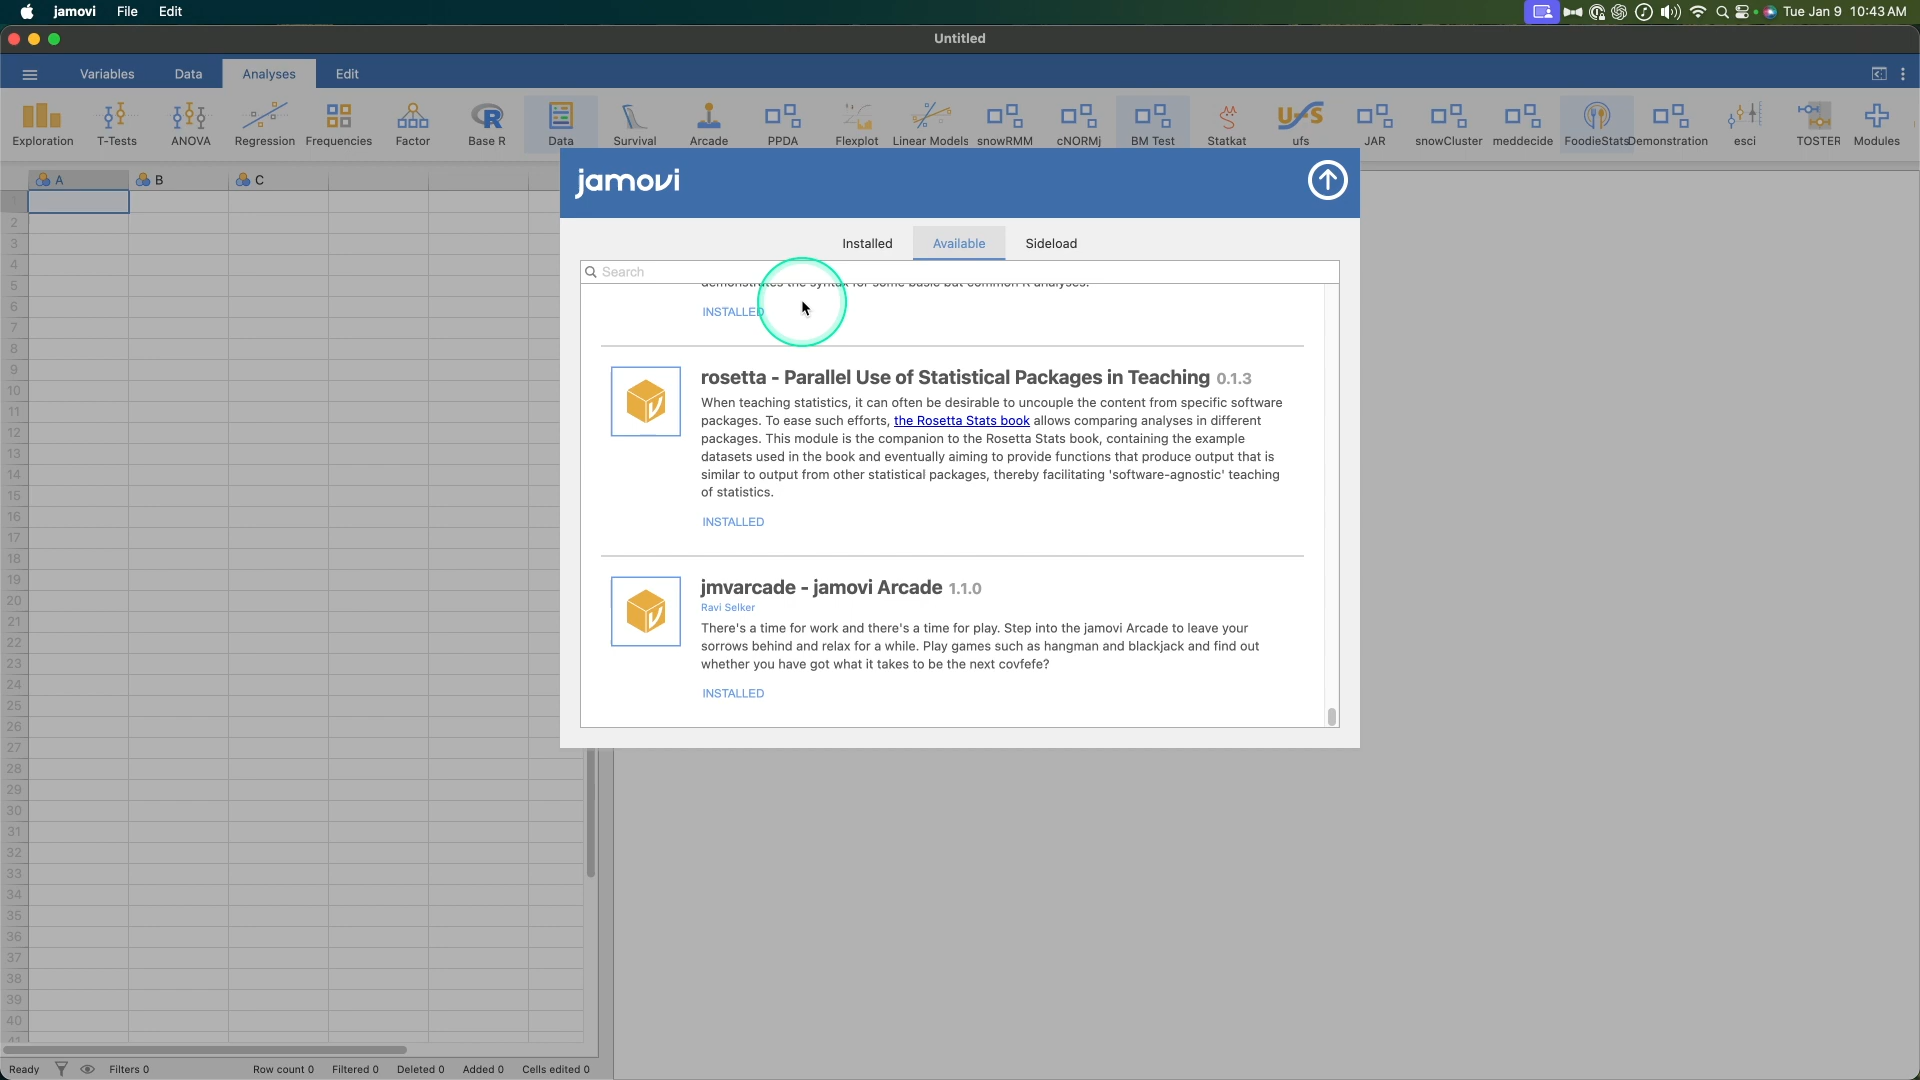 jamovi File Edit Tue Jan 9 10:43 AM
Untitled
Variables Data Analyses Edit
Exploration T-Tests ANOVA Regression Frequencies Factor Base R Data Survival Arcade PPDA Flexplot Linear Models snowRMM cNORMj BM Test Statkat ufs JAR snowCluster meddecide FoodieStats Demonstration esci TOSTER Modules
jamovi
A B C
Installed Available Sideload
Search
demonstrates the syntax for some basic but common R analyses.
INSTALLED
rosetta - Parallel Use of Statistical Packages in Teaching 0.1.3
When teaching statistics, it can often be desirable to uncouple the content from specific software
packages. To ease such efforts, the Rosetta Stats book allows comparing analyses in different
packages. This module is the companion to the Rosetta Stats book, containing the example
datasets used in the book and eventually aiming to provide functions that produce output that is
similar to output from other statistical packages, thereby facilitating 'software-agnostic' teaching
of statistics.
INSTALLED
jmvarcade - jamovi Arcade 1.1.0
Ravi Selker
There's a time for work and there's a time for play. Step into the jamovi Arcade to leave your
sorrows behind and relax for a while. Play games such as hangman and blackjack and find out
whether you have got what it takes to be the next covfefe?
INSTALLED
2
3
4
5
6
7
8
9
10
11
12
13
14
15
16
17
18
19
20
21
22
23
24
25
26
27
28
29
30
31
32
33
34
35
36
37
38
39
40
41
Ready Filters 0 Row count 0 Filtered 0 Deleted 0 Added 0 Cells edited 0